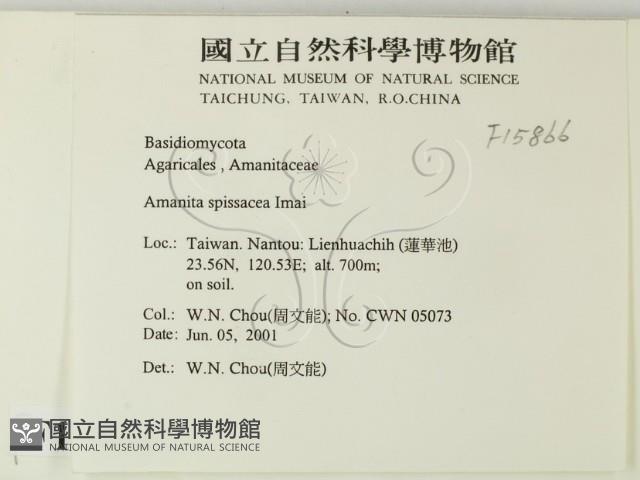 國立自然科學博物館
NATIONAL MUSEUM OF NATURAL SCIENCE
TAICHUNG, TAIWAN, R.O.CHINA
F15866
Basidiomycota
Agaricales , Amanitaceae
Amanita spissacea Imai
Loc.: Taiwan. Nantou: Lienhuachih (蓮華池)
23.56N, 120.53E; alt. 700m;
on soil.
Col.: W.N. Chou(周文能); No. CWN 05073
Date: Jun. 05, 2001
Det.: W.N. Chou(周文能)
國立自然科學博物館
NATIONAL MUSEUM OF NATURAL SCIENCE